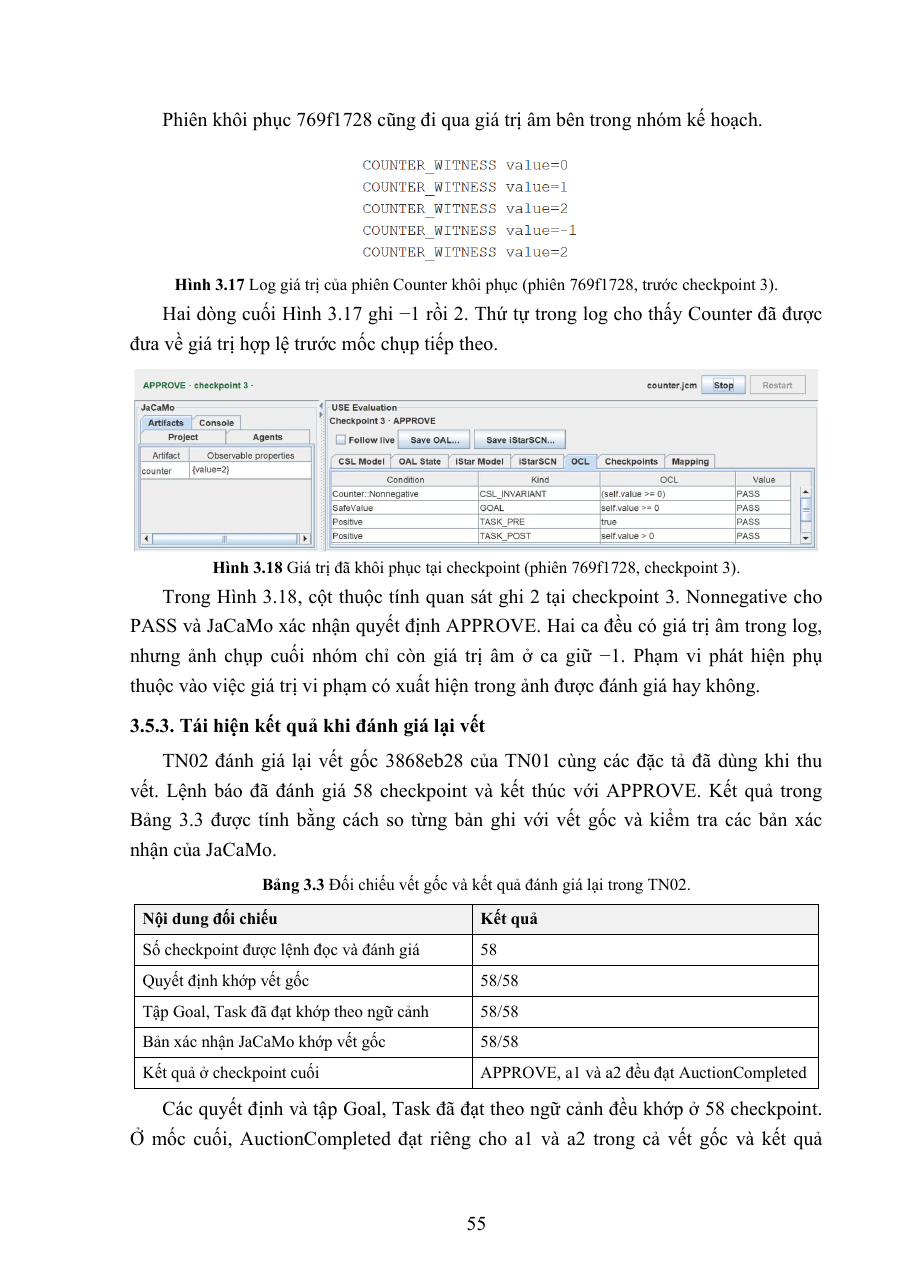 Phiên khôi phục 769f1728 cũng đi qua giá trị âm bên trong nhóm kế hoạch.
COUNTER_WITNESS value=0
COUNTER_WITNESS value=1
COUNTER_WITNESS value=2
COUNTER_WITNESS value=-1
COUNTER_WITNESS value=2
Hình 3.17 Log giá trị của phiên Counter khôi phục (phiên 769f1728, trước checkpoint 3).
Hai dòng cuối Hình 3.17 ghi −1 rồi 2. Thứ tự trong log cho thấy Counter đã được
đưa về giá trị hợp lệ trước mốc chụp tiếp theo.
APPROVE · checkpoint 3 · counter.jcm Stop Restart
JaCaMo
Artifacts Console
Project Agents
Artifact Observable properties
counter {value=2}
USE Evaluation
Checkpoint 3 · APPROVE
Follow live Save OAL... Save iStarSCN...
CSL Model OAL State iStar Model iStarSCN OCL Checkpoints Mapping
Condition Kind OCL Value
Counter::Nonnegative CSL_INVARIANT (self.value >= 0) PASS
SafeValue GOAL self.value >= 0 PASS
Positive TASK_PRE true PASS
Positive TASK_POST self.value > 0 PASS
Hình 3.18 Giá trị đã khôi phục tại checkpoint (phiên 769f1728, checkpoint 3).
Trong Hình 3.18, cột thuộc tính quan sát ghi 2 tại checkpoint 3. Nonnegative cho
PASS và JaCaMo xác nhận quyết định APPROVE. Hai ca đều có giá trị âm trong log,
nhưng ảnh chụp cuối nhóm chỉ còn giá trị âm ở ca giữ −1. Phạm vi phát hiện phụ
thuộc vào việc giá trị vi phạm có xuất hiện trong ảnh được đánh giá hay không.
3.5.3. Tái hiện kết quả khi đánh giá lại vết
TN02 đánh giá lại vết gốc 3868eb28 của TN01 cùng các đặc tả đã dùng khi thu
vết. Lệnh báo đã đánh giá 58 checkpoint và kết thúc với APPROVE. Kết quả trong
Bảng 3.3 được tính bằng cách so từng bản ghi với vết gốc và kiểm tra các bản xác
nhận của JaCaMo.
Bảng 3.3 Đối chiếu vết gốc và kết quả đánh giá lại trong TN02.
Nội dung đối chiếu Kết quả
Số checkpoint được lệnh đọc và đánh giá 58
Quyết định khớp vết gốc 58/58
Tập Goal, Task đã đạt khớp theo ngữ cảnh 58/58
Bản xác nhận JaCaMo khớp vết gốc 58/58
Kết quả ở checkpoint cuối APPROVE, a1 và a2 đều đạt AuctionCompleted
Các quyết định và tập Goal, Task đã đạt theo ngữ cảnh đều khớp ở 58 checkpoint.
Ở mốc cuối, AuctionCompleted đạt riêng cho a1 và a2 trong cả vết gốc và kết quả
55